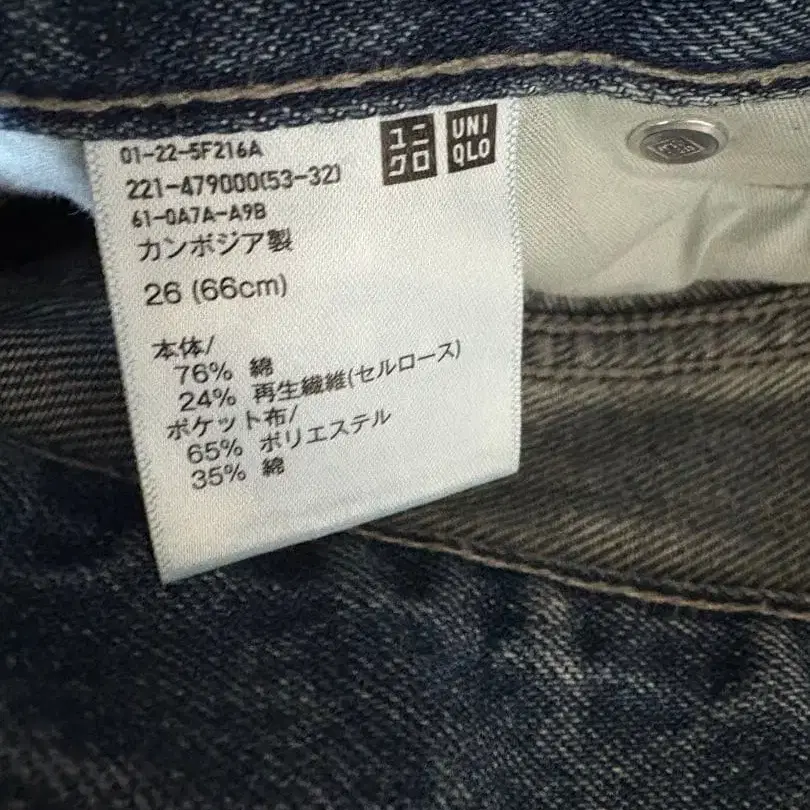 ユニクロ
UNIQLO
01-22-5F216A
221-479000(53-32)
61-0A7A-A9B
カンボジア製
26 (66cm)
本体/
76% 綿
24% 再生繊維(セルロース)
ポケット布/
65% ポリエステル
35% 綿